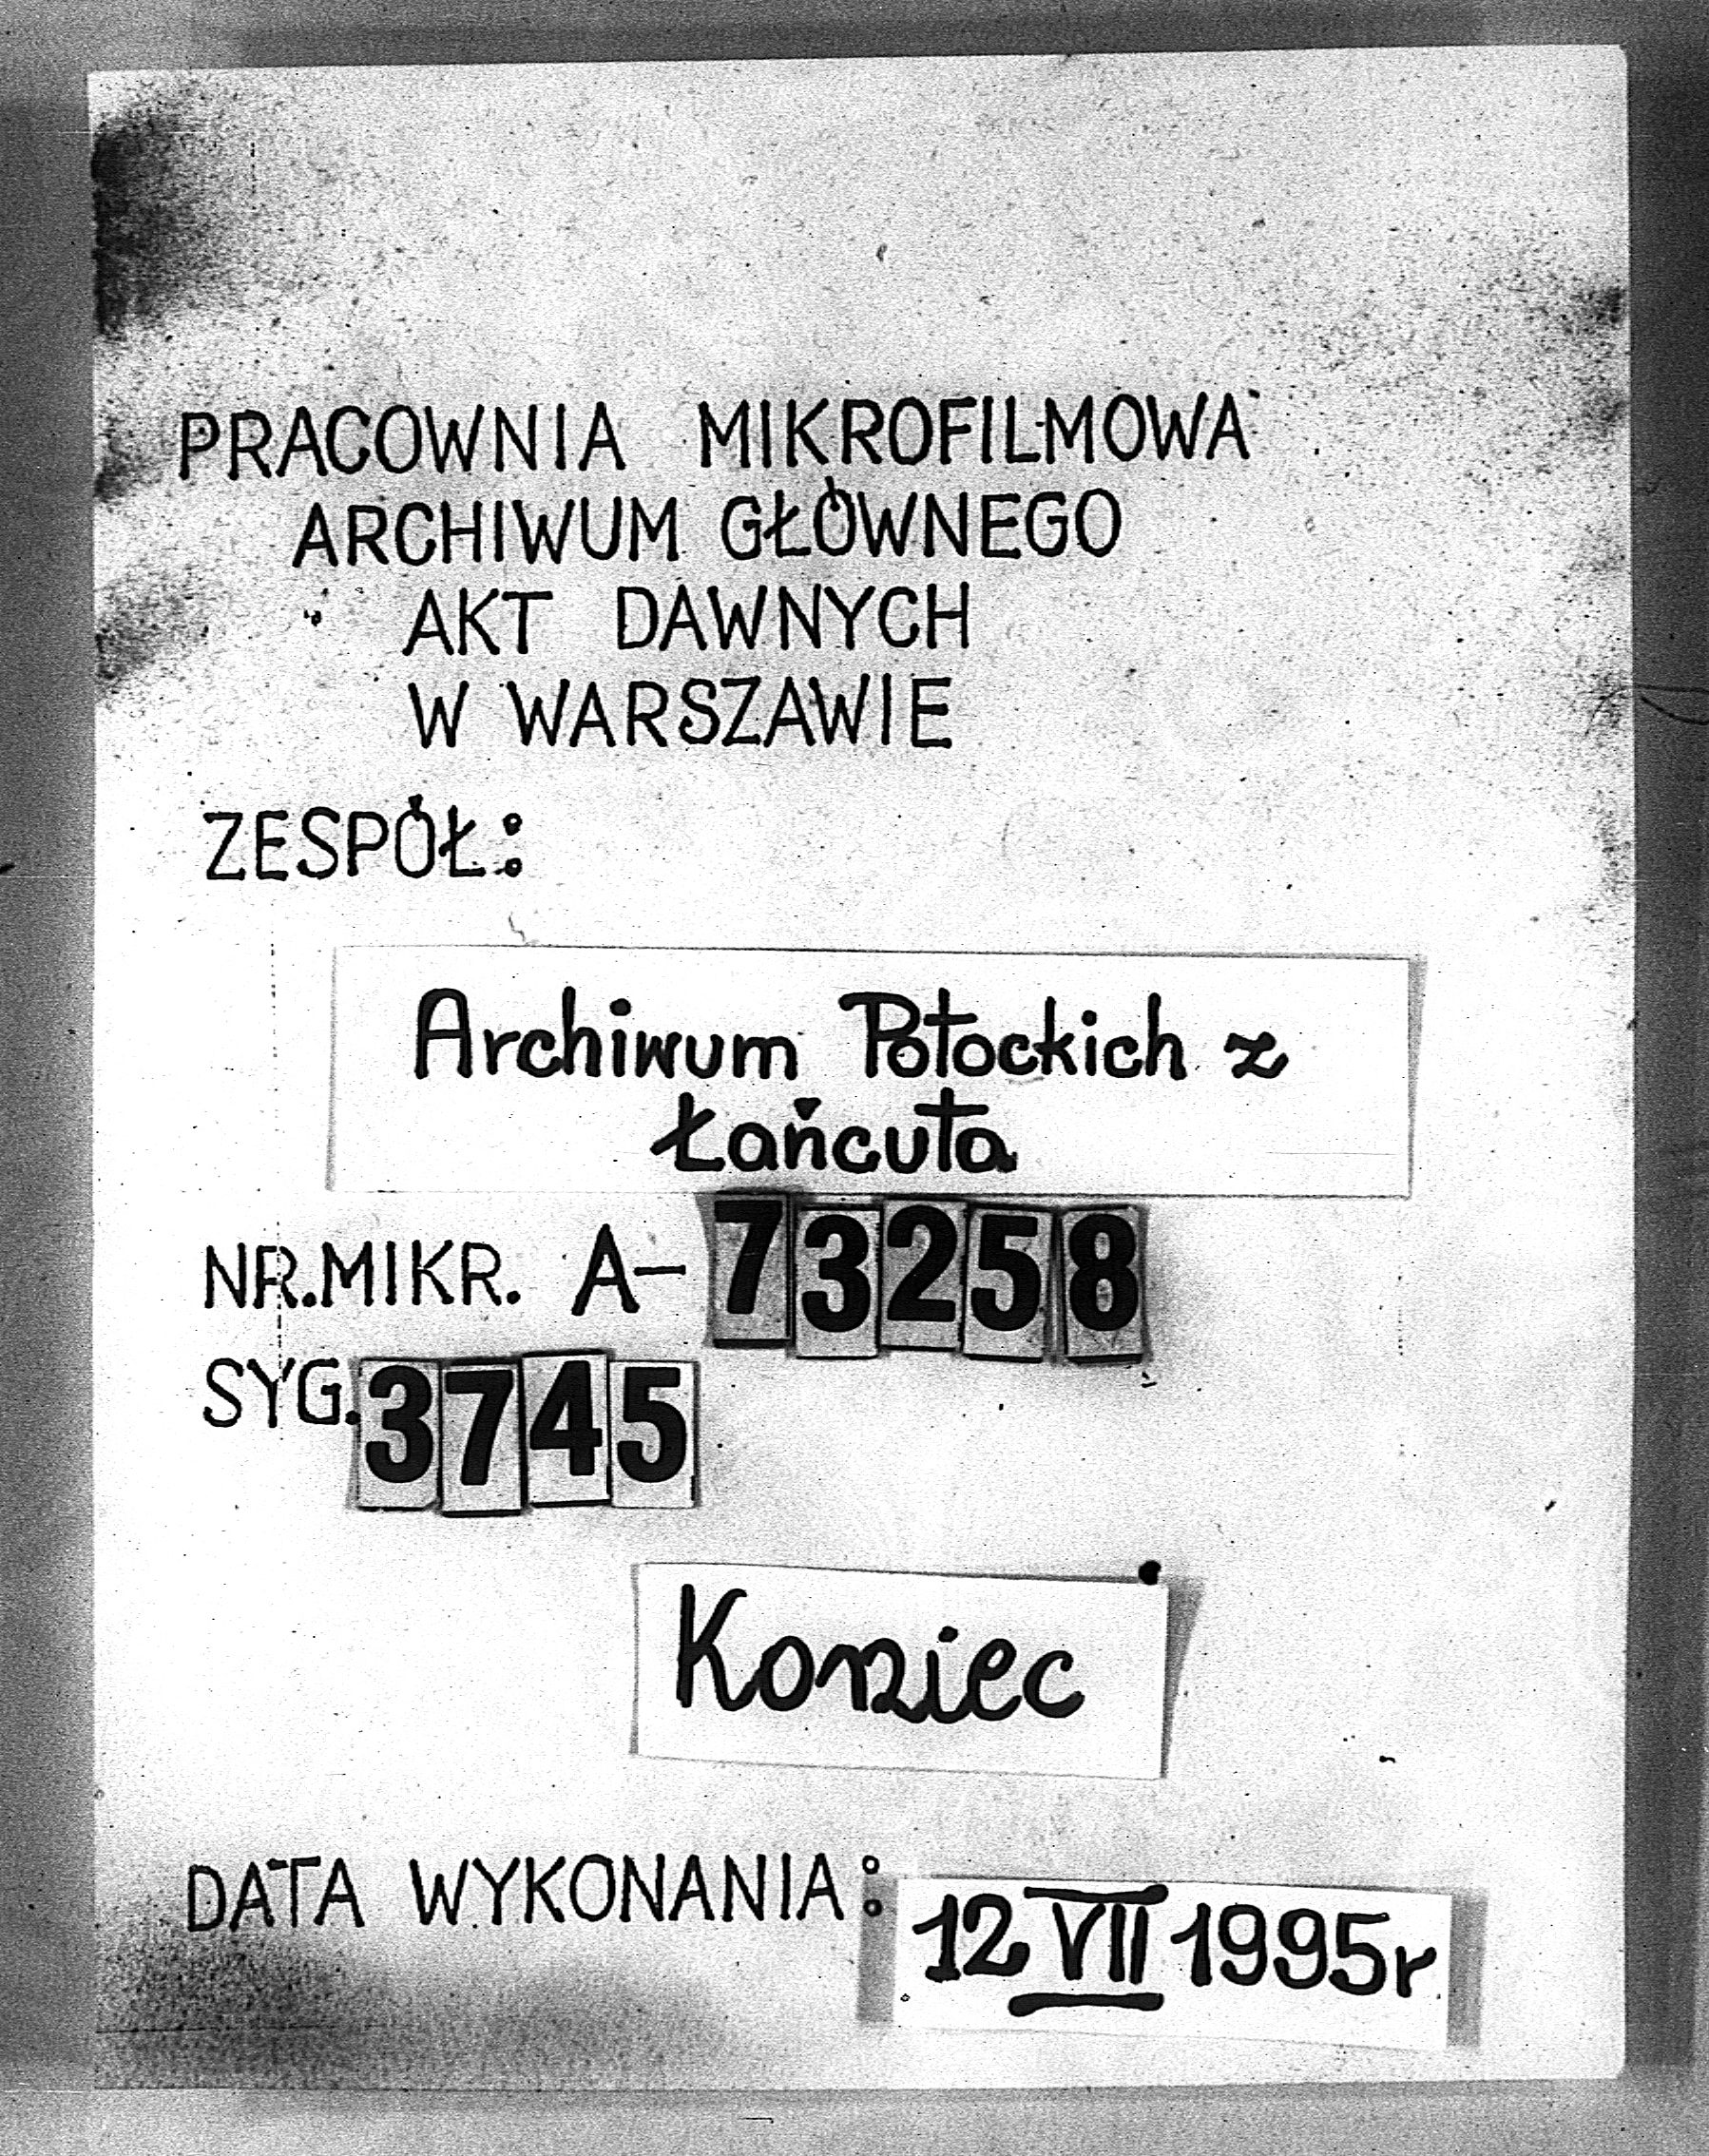 PRACOWNIA MIKROFILMOWA
ARCHIWUM GŁÓWNEGO
AKT DAWNYCH
W WARSZAWIE
ZESPÓŁ:
Archiwum Potockich z
Łańcuta
NR.MIKR. A-73258
SYG.3745
Koniec
DATA WYKONANIA: 12 VII 1995r